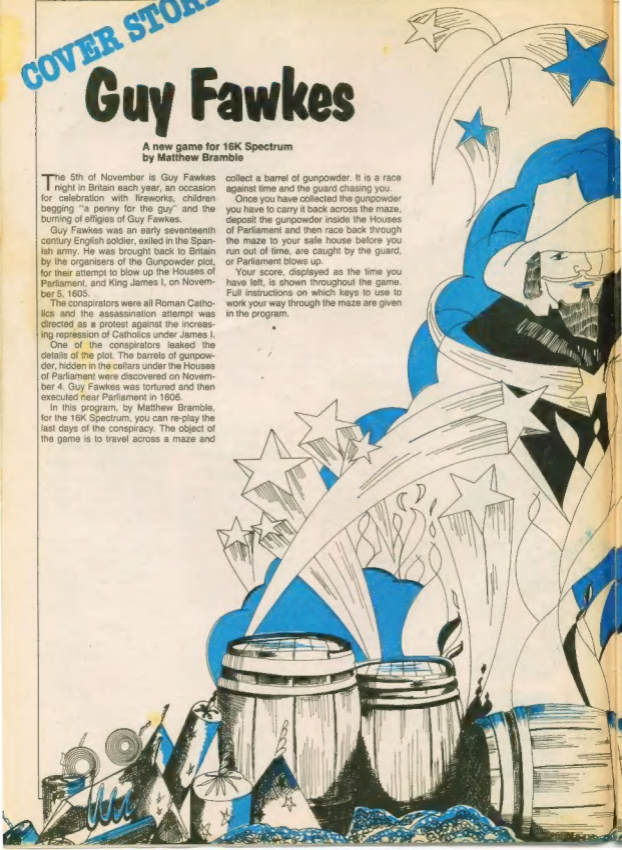 COVER STOR
Guy Fawkes
A new game for 16K Spectrum
by Matthew Bramble
The 5th of November is Guy Fawkes
night in Britain each year, an occasion
for celebration with fireworks, children
begging "a penny for the guy" and the
burning of effigies of Guy Fawkes.
Guy Fawkes was an early seventeenth
century English soldier, exiled in the Span-
ish army. He was brought back to Britain
by the organisers of the Gunpowder plot,
for their attempt to blow up the Houses of
Parliament, and King James I, on Novem-
ber 5, 1605.
The conspirators were all Roman Catho-
lics and the assassination attempt was
directed as a protest against the increas-
ing repression of Catholics under James I.
One of the conspirators leaked the
details of the plot. The barrels of gunpow-
der, hidden in the cellars under the Houses
of Parliament were discovered on Novem-
ber 4. Guy Fawkes was tortured and then
executed near Parliament in 1606.
In this program, by Matthew Bramble,
for the 16K Spectrum, you can re-play the
last days of the conspiracy. The object of
the game is to travel across a maze and
collect a barrel of gunpowder. It is a race
against time and the guard chasing you.
Once you have collected the gunpowder
you have to carry it back across the maze,
deposit the gunpowder inside the Houses
of Parliament and then race back through
the maze to your safe house before you
run out of time, are caught by the guard,
or Parliament blows up.
Your score, displayed as the time you
have left, is shown throughout the game.
Full instructions on which keys to use to
work your way through the maze are given
in the program.